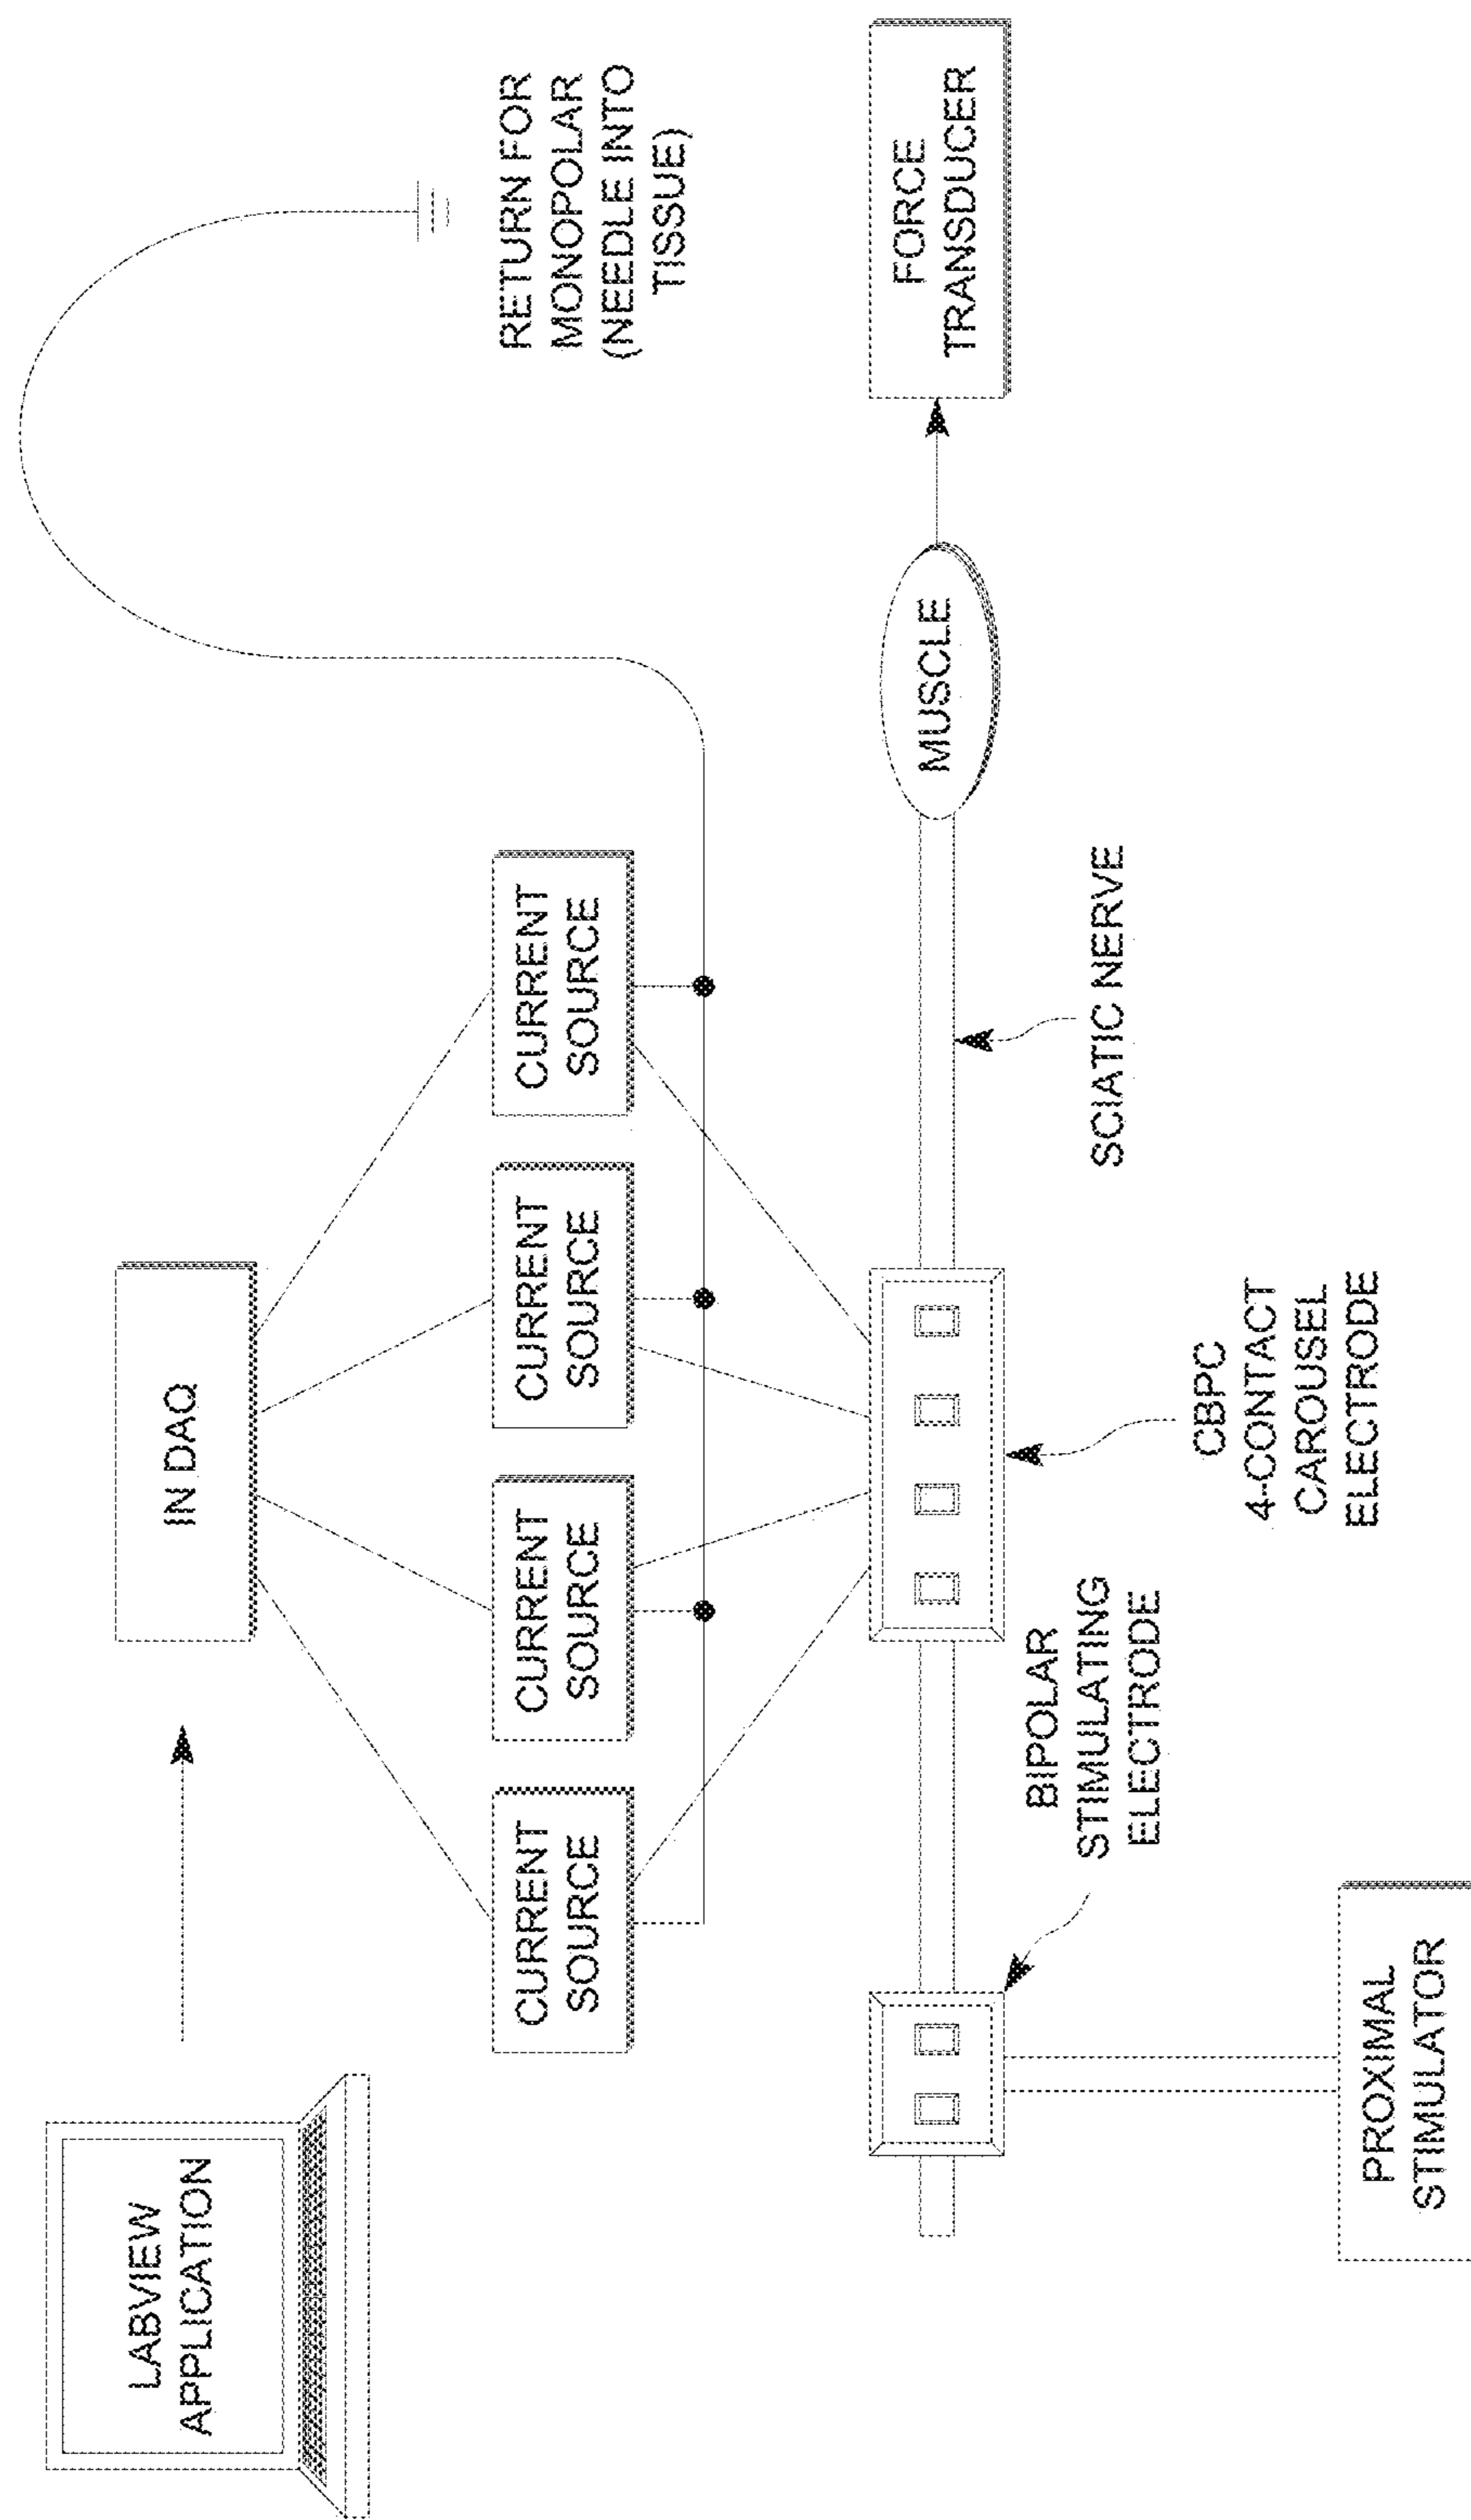 LABVIEW
APPLICATION
IN DAQ
CURRENT
SOURCE
CURRENT
SOURCE
CURRENT
SOURCE
CURRENT
SOURCE
RETURN FOR
MONOPOLAR
(NEEDLE INTO
TISSUE)
MUSCLE
FORCE
TRANSDUCER
SCIATIC NERVE
BIPOLAR
STIMULATING
ELECTRODE
CBPC
4-CONTACT
CAROUSEL
ELECTRODE
PROXIMAL
STIMULATOR